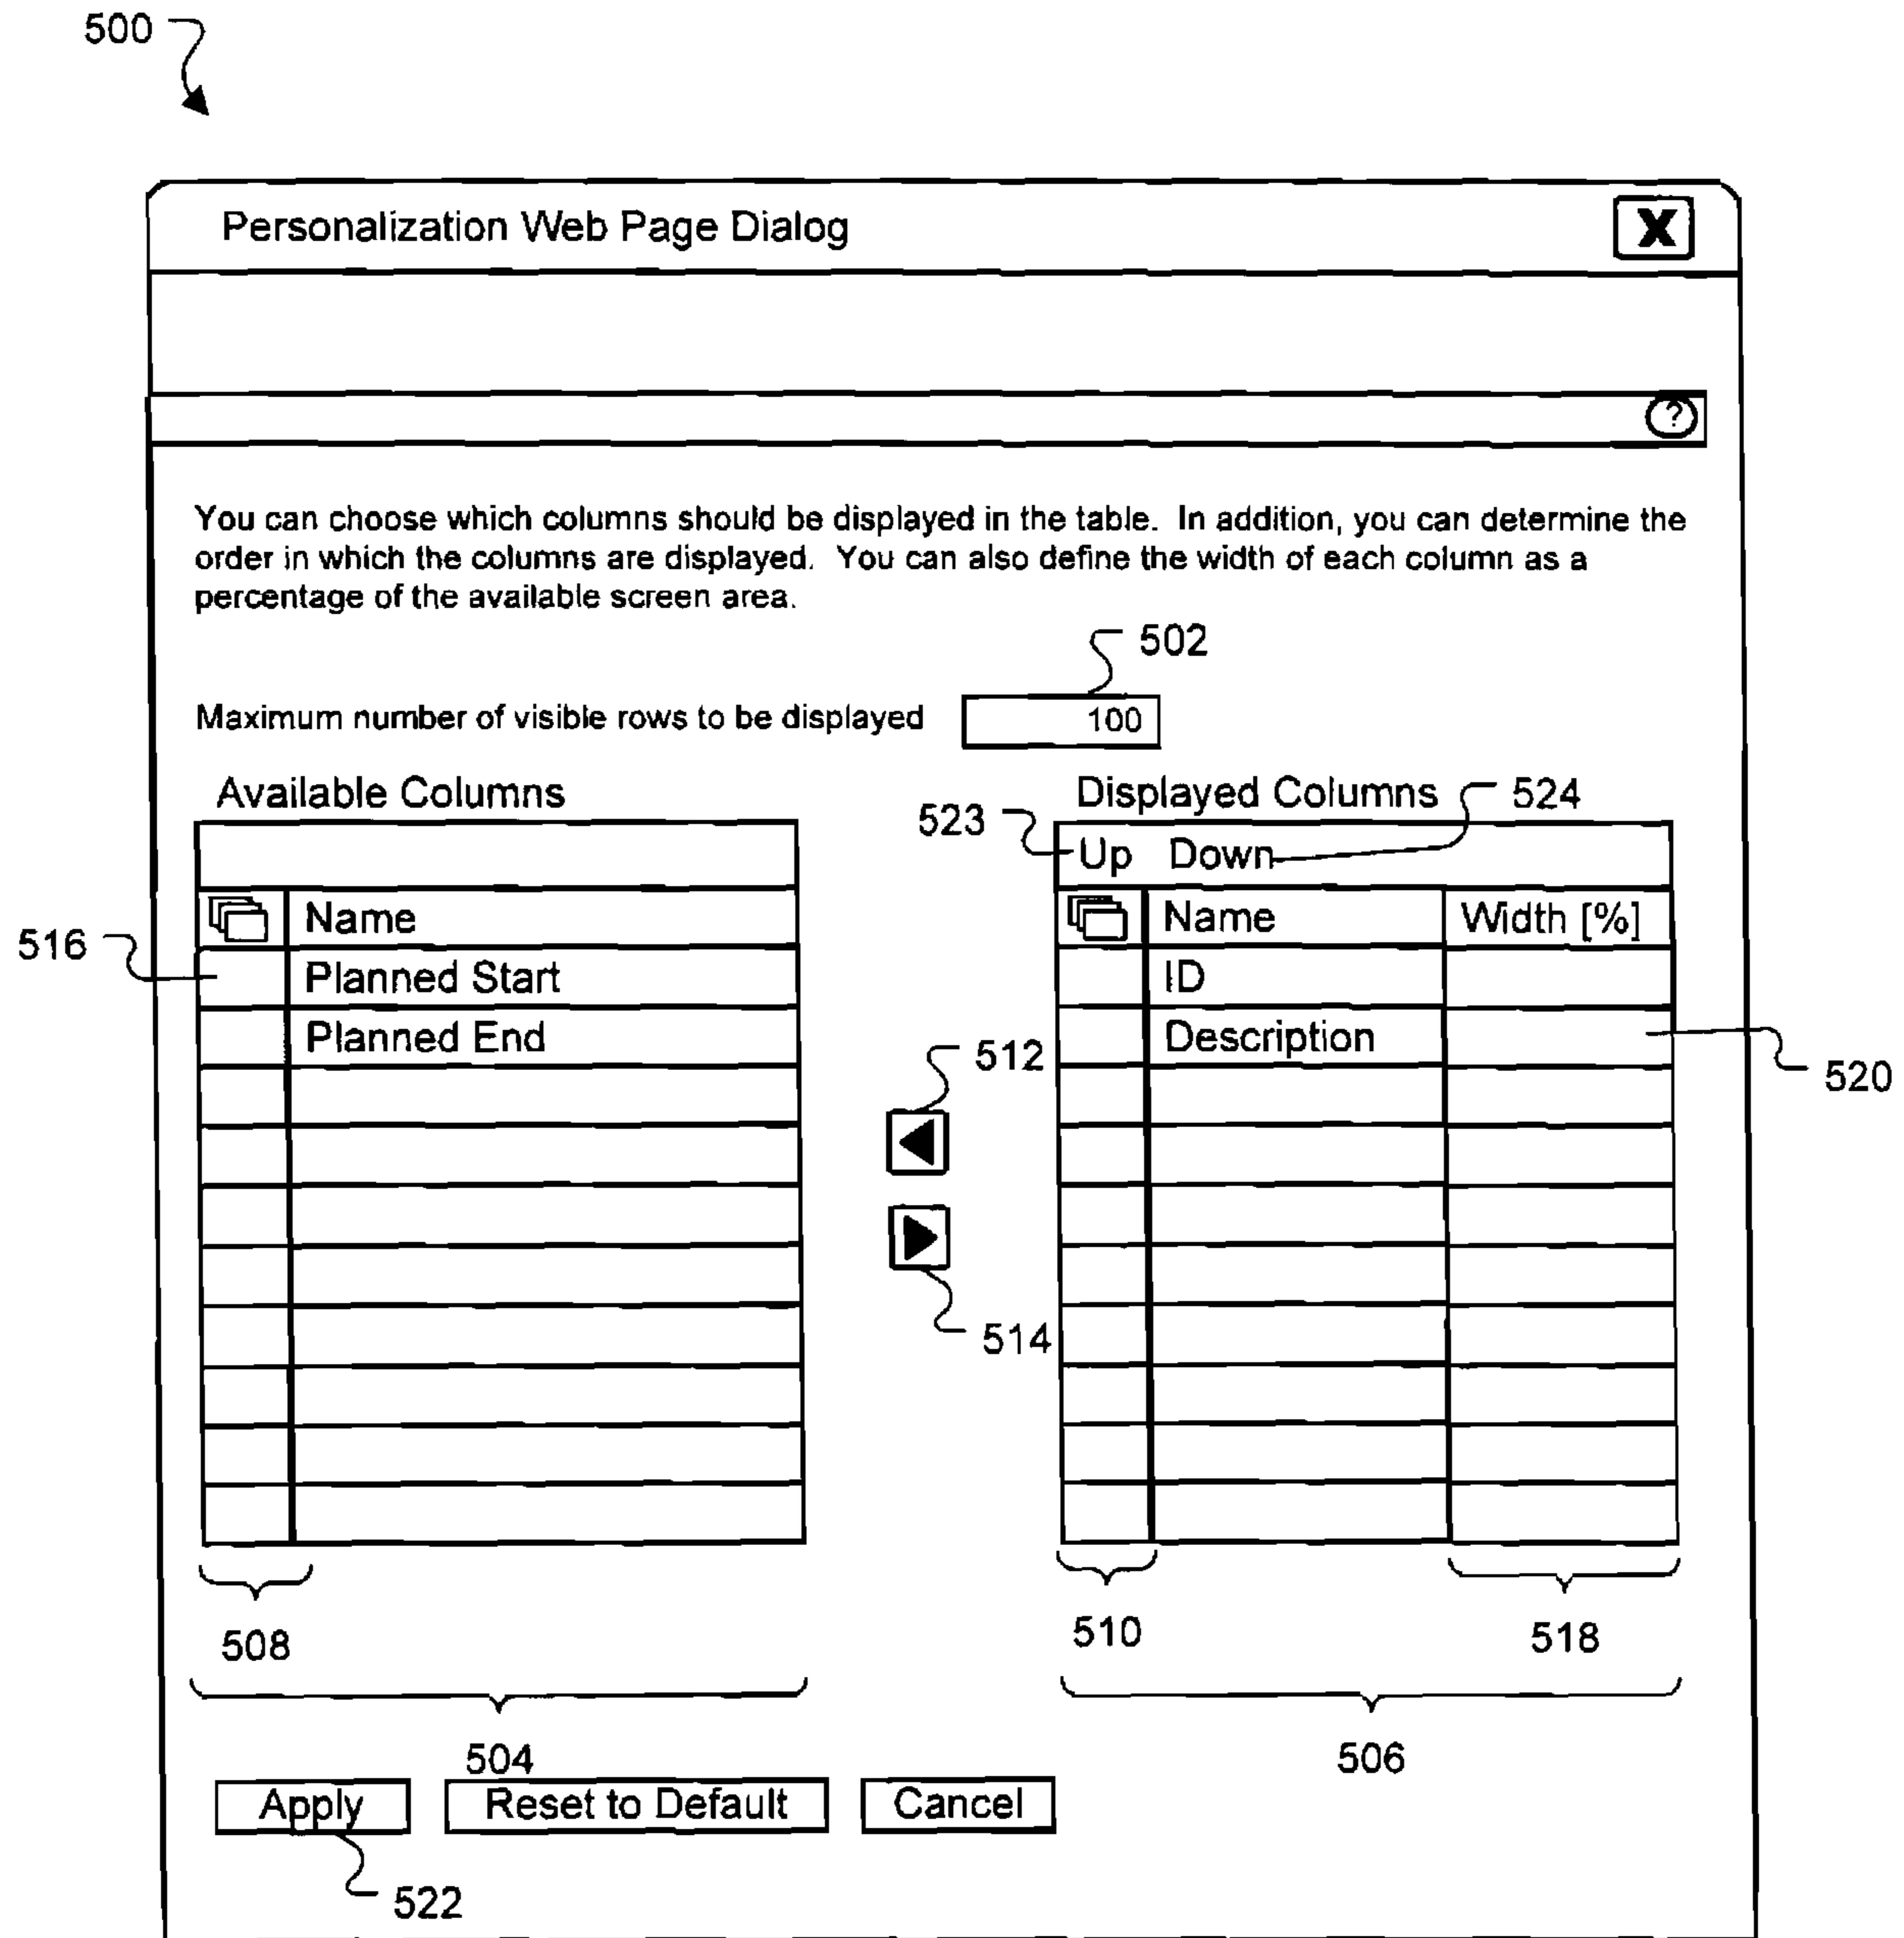 500
Personalization Web Page Dialog
X
?
You can choose which columns should be displayed in the table. In addition, you can determine the
order in which the columns are displayed. You can also define the width of each column as a
percentage of the available screen area.
502
Maximum number of visible rows to be displayed 100
Available Columns
Displayed Columns
524
523
Up Down
Name
Name Width [%]
516
Planned Start
ID
Planned End
Description
512
520
514
508
510
518
504
506
Apply
Reset to Default
Cancel
522